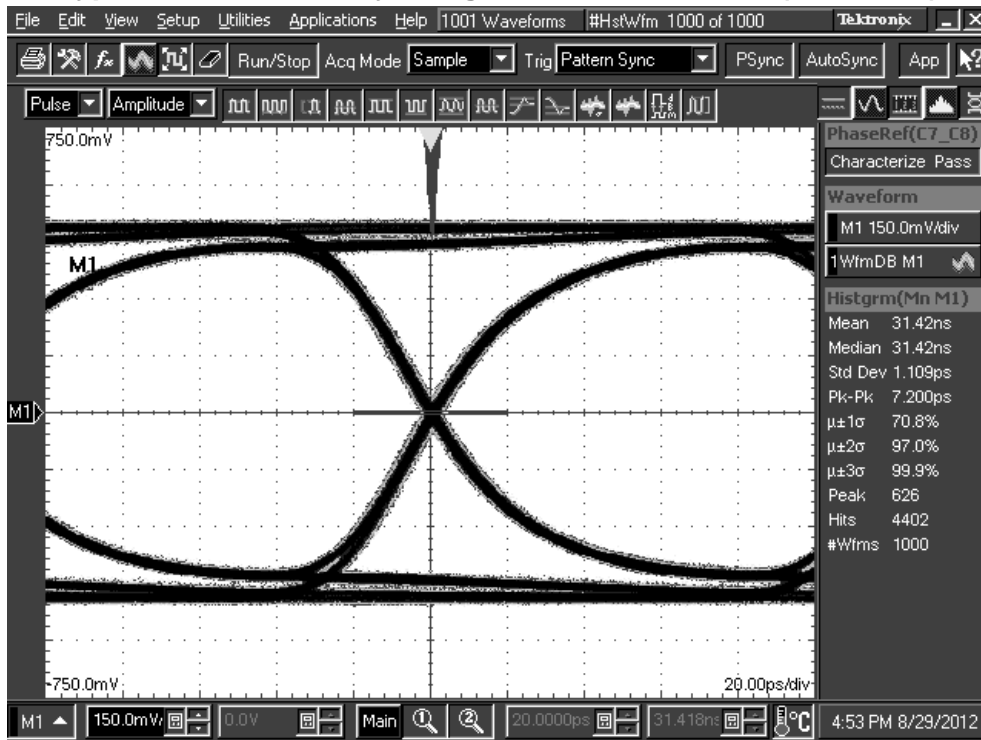 File Edit View Setup Utilities Applications Help 1001 Waveforms #HstWfm 1000 of 1000 Tektronix
Run/Stop Acq Mode Sample Trig Pattern Sync PSync AutoSync App
Pulse Amplitude
750.0mV
M1
M1
-750.0mV
20.00ps/div
PhaseRef(C7_C8)
Characterize Pass
Waveform
M1 150.0mV/div
1WfmDB M1
Histgrm(Mn M1)
Mean 31.42ns
Median 31.42ns
Std Dev 1.109ps
Pk-Pk 7.200ps
μ±1σ 70.8%
μ±2σ 97.0%
μ±3σ 99.9%
Peak 626
Hits 4402
#Wfms 1000
M1 150.0mV/ 0.0V Main 1 2 20.0000ps 31.418ns °C 4:53 PM 8/29/2012